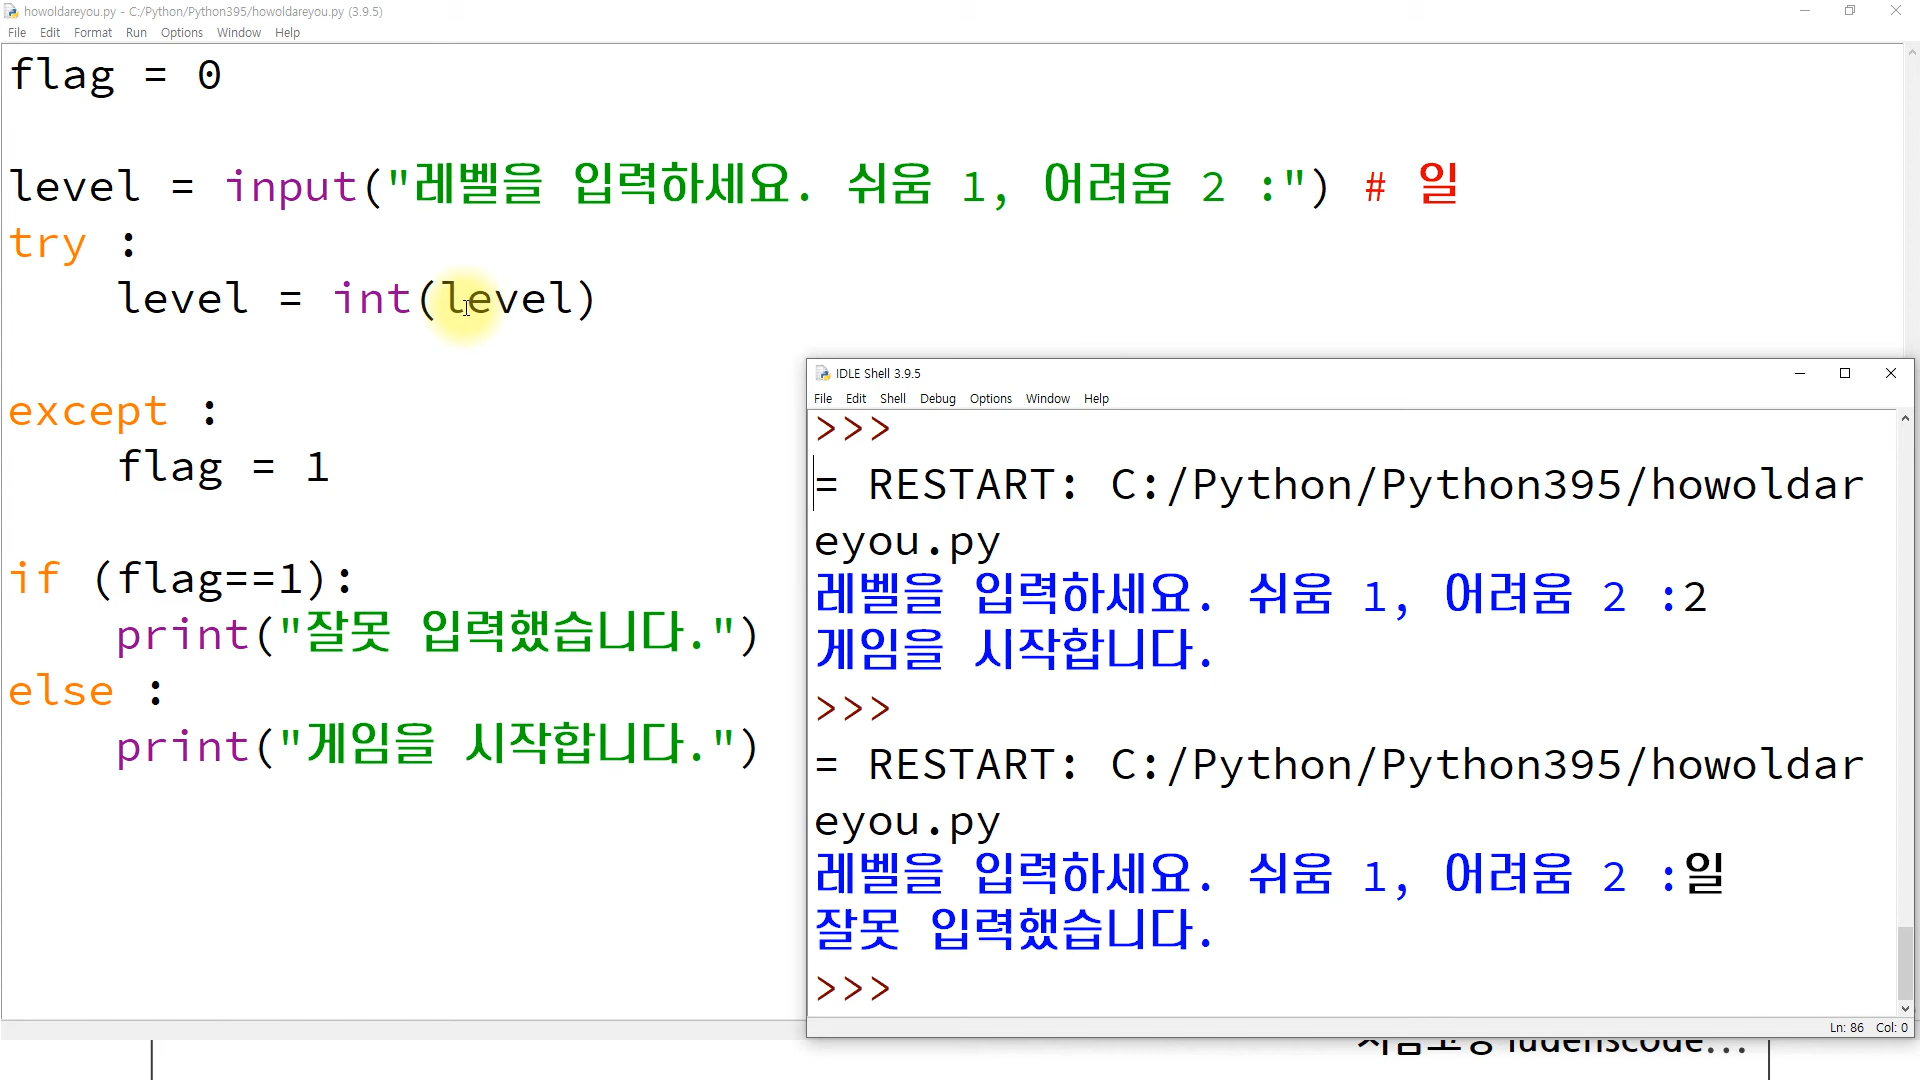 howoldareyou.py - C:/Python/Python395/howoldareyou.py (3.9.5)
File Edit Format Run Options Window Help
flag = 0
level = input("레벨을 입력하세요. 쉬움 1, 어려움 2 :") # 일
try :
level = int(level)
except :
flag = 1
if (flag==1):
print("잘못 입력했습니다.")
else :
print("게임을 시작합니다.")
IDLE Shell 3.9.5
File Edit Shell Debug Options Window Help
>>>
= RESTART: C:/Python/Python395/howoldar
eyou.py
레벨을 입력하세요. 쉬움 1, 어려움 2 :2
게임을 시작합니다.
>>>
= RESTART: C:/Python/Python395/howoldar
eyou.py
레벨을 입력하세요. 쉬움 1, 어려움 2 :일
잘못 입력했습니다.
>>>
Ln: 86 Col: 0